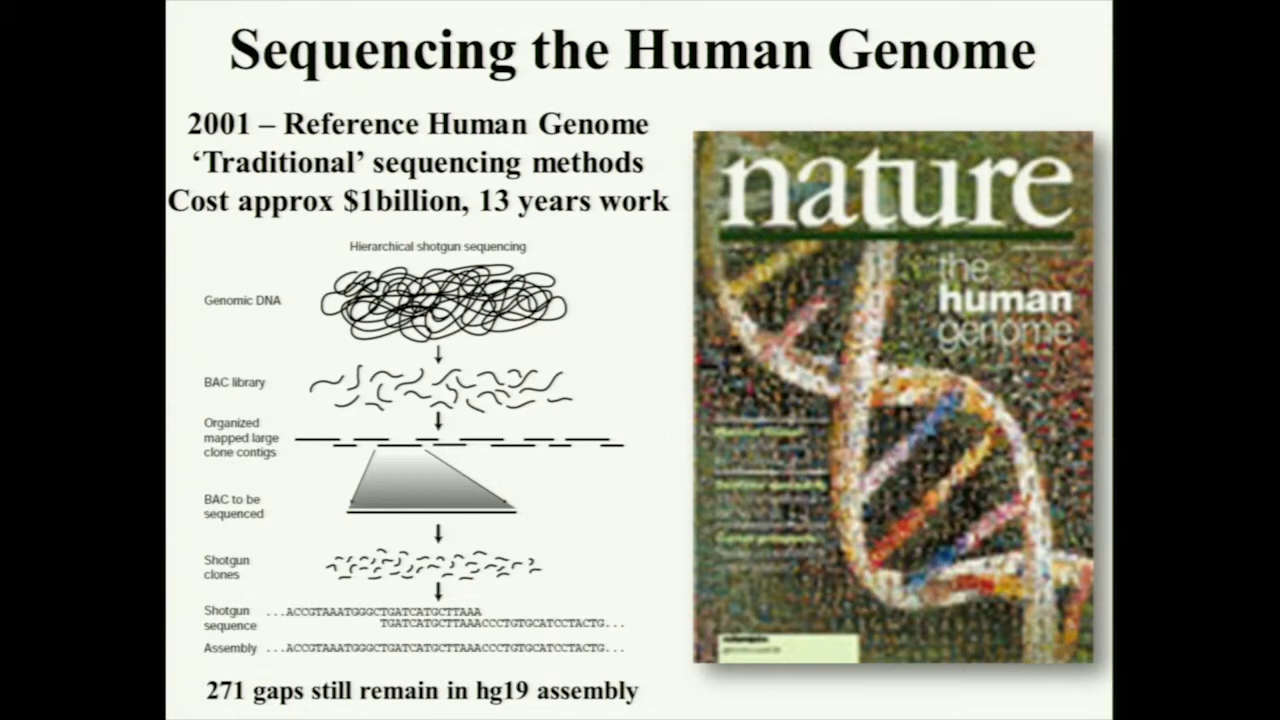 Sequencing the Human Genome
2001 – Reference Human Genome
‘Traditional’ sequencing methods
Cost approx $1billion, 13 years work
Hierarchical shotgun sequencing
Genomic DNA
BAC library
Organized
mapped large
clone contigs
BAC to be
sequenced
Shotgun
clones
Shotgun
sequence
...ACCGTAAATGGGCTGATCATGCTTAAA
TGATCATGCTTAAACCCTGTGCATCCTACTG...
Assembly
...ACCGTAAATGGGCTGATCATGCTTAAACCCTGTGCATCCTACTG...
271 gaps still remain in hg19 assembly
nature
the
human
genome